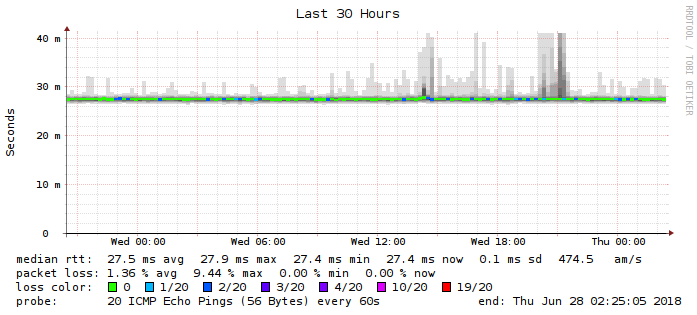 Last 30 Hours
RRDTOOL / TOBI OETIKER
Seconds
40 m
30 m
20 m
10 m
0
Wed 00:00 Wed 06:00 Wed 12:00 Wed 18:00 Thu 00:00
median rtt: 27.5 ms avg 27.9 ms max 27.4 ms min 27.4 ms now 0.1 ms sd 474.5 am/s
packet loss: 1.36 % avg 9.44 % max 0.00 % min 0.00 % now
loss color: 0 1/20 2/20 3/20 4/20 10/20 19/20
probe: 20 ICMP Echo Pings (56 Bytes) every 60s end: Thu Jun 28 02:25:05 2018